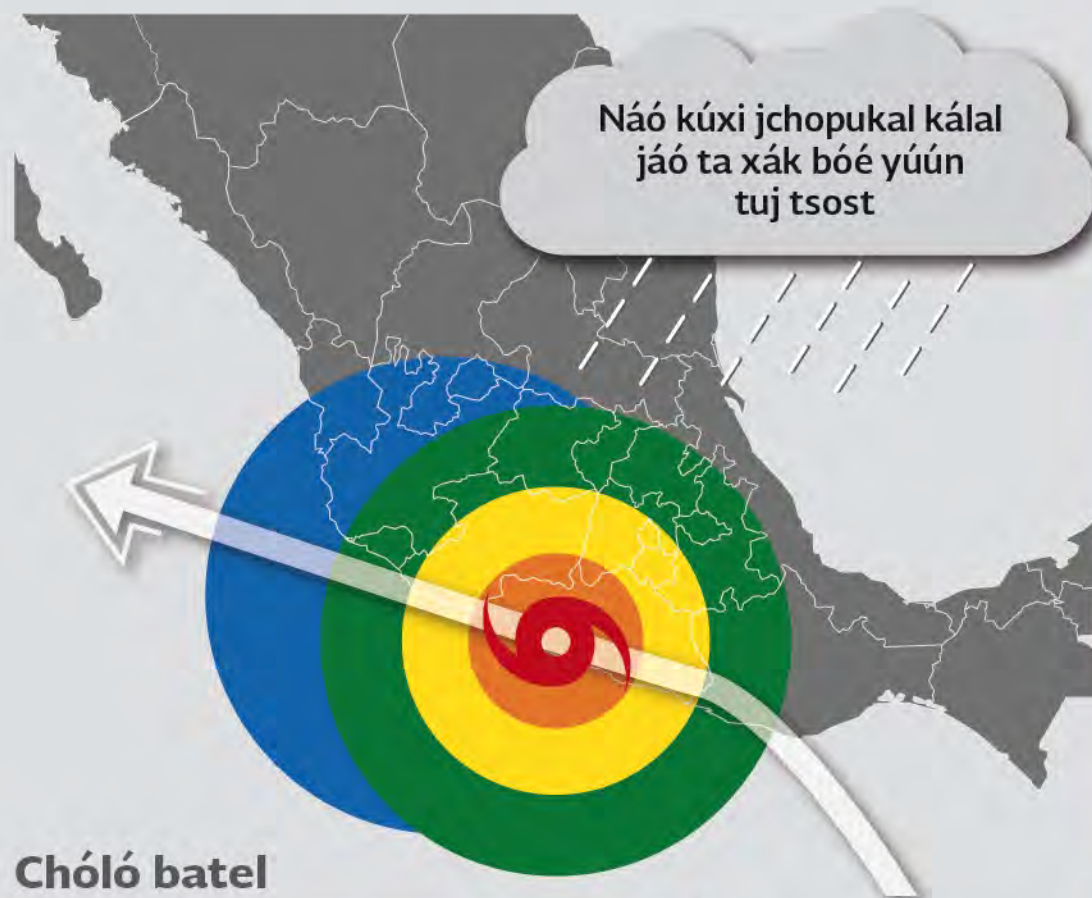 Náó kúxi jchopukal kálal
jáó ta xák bóé yúún
tuj tsost
Chóló batel